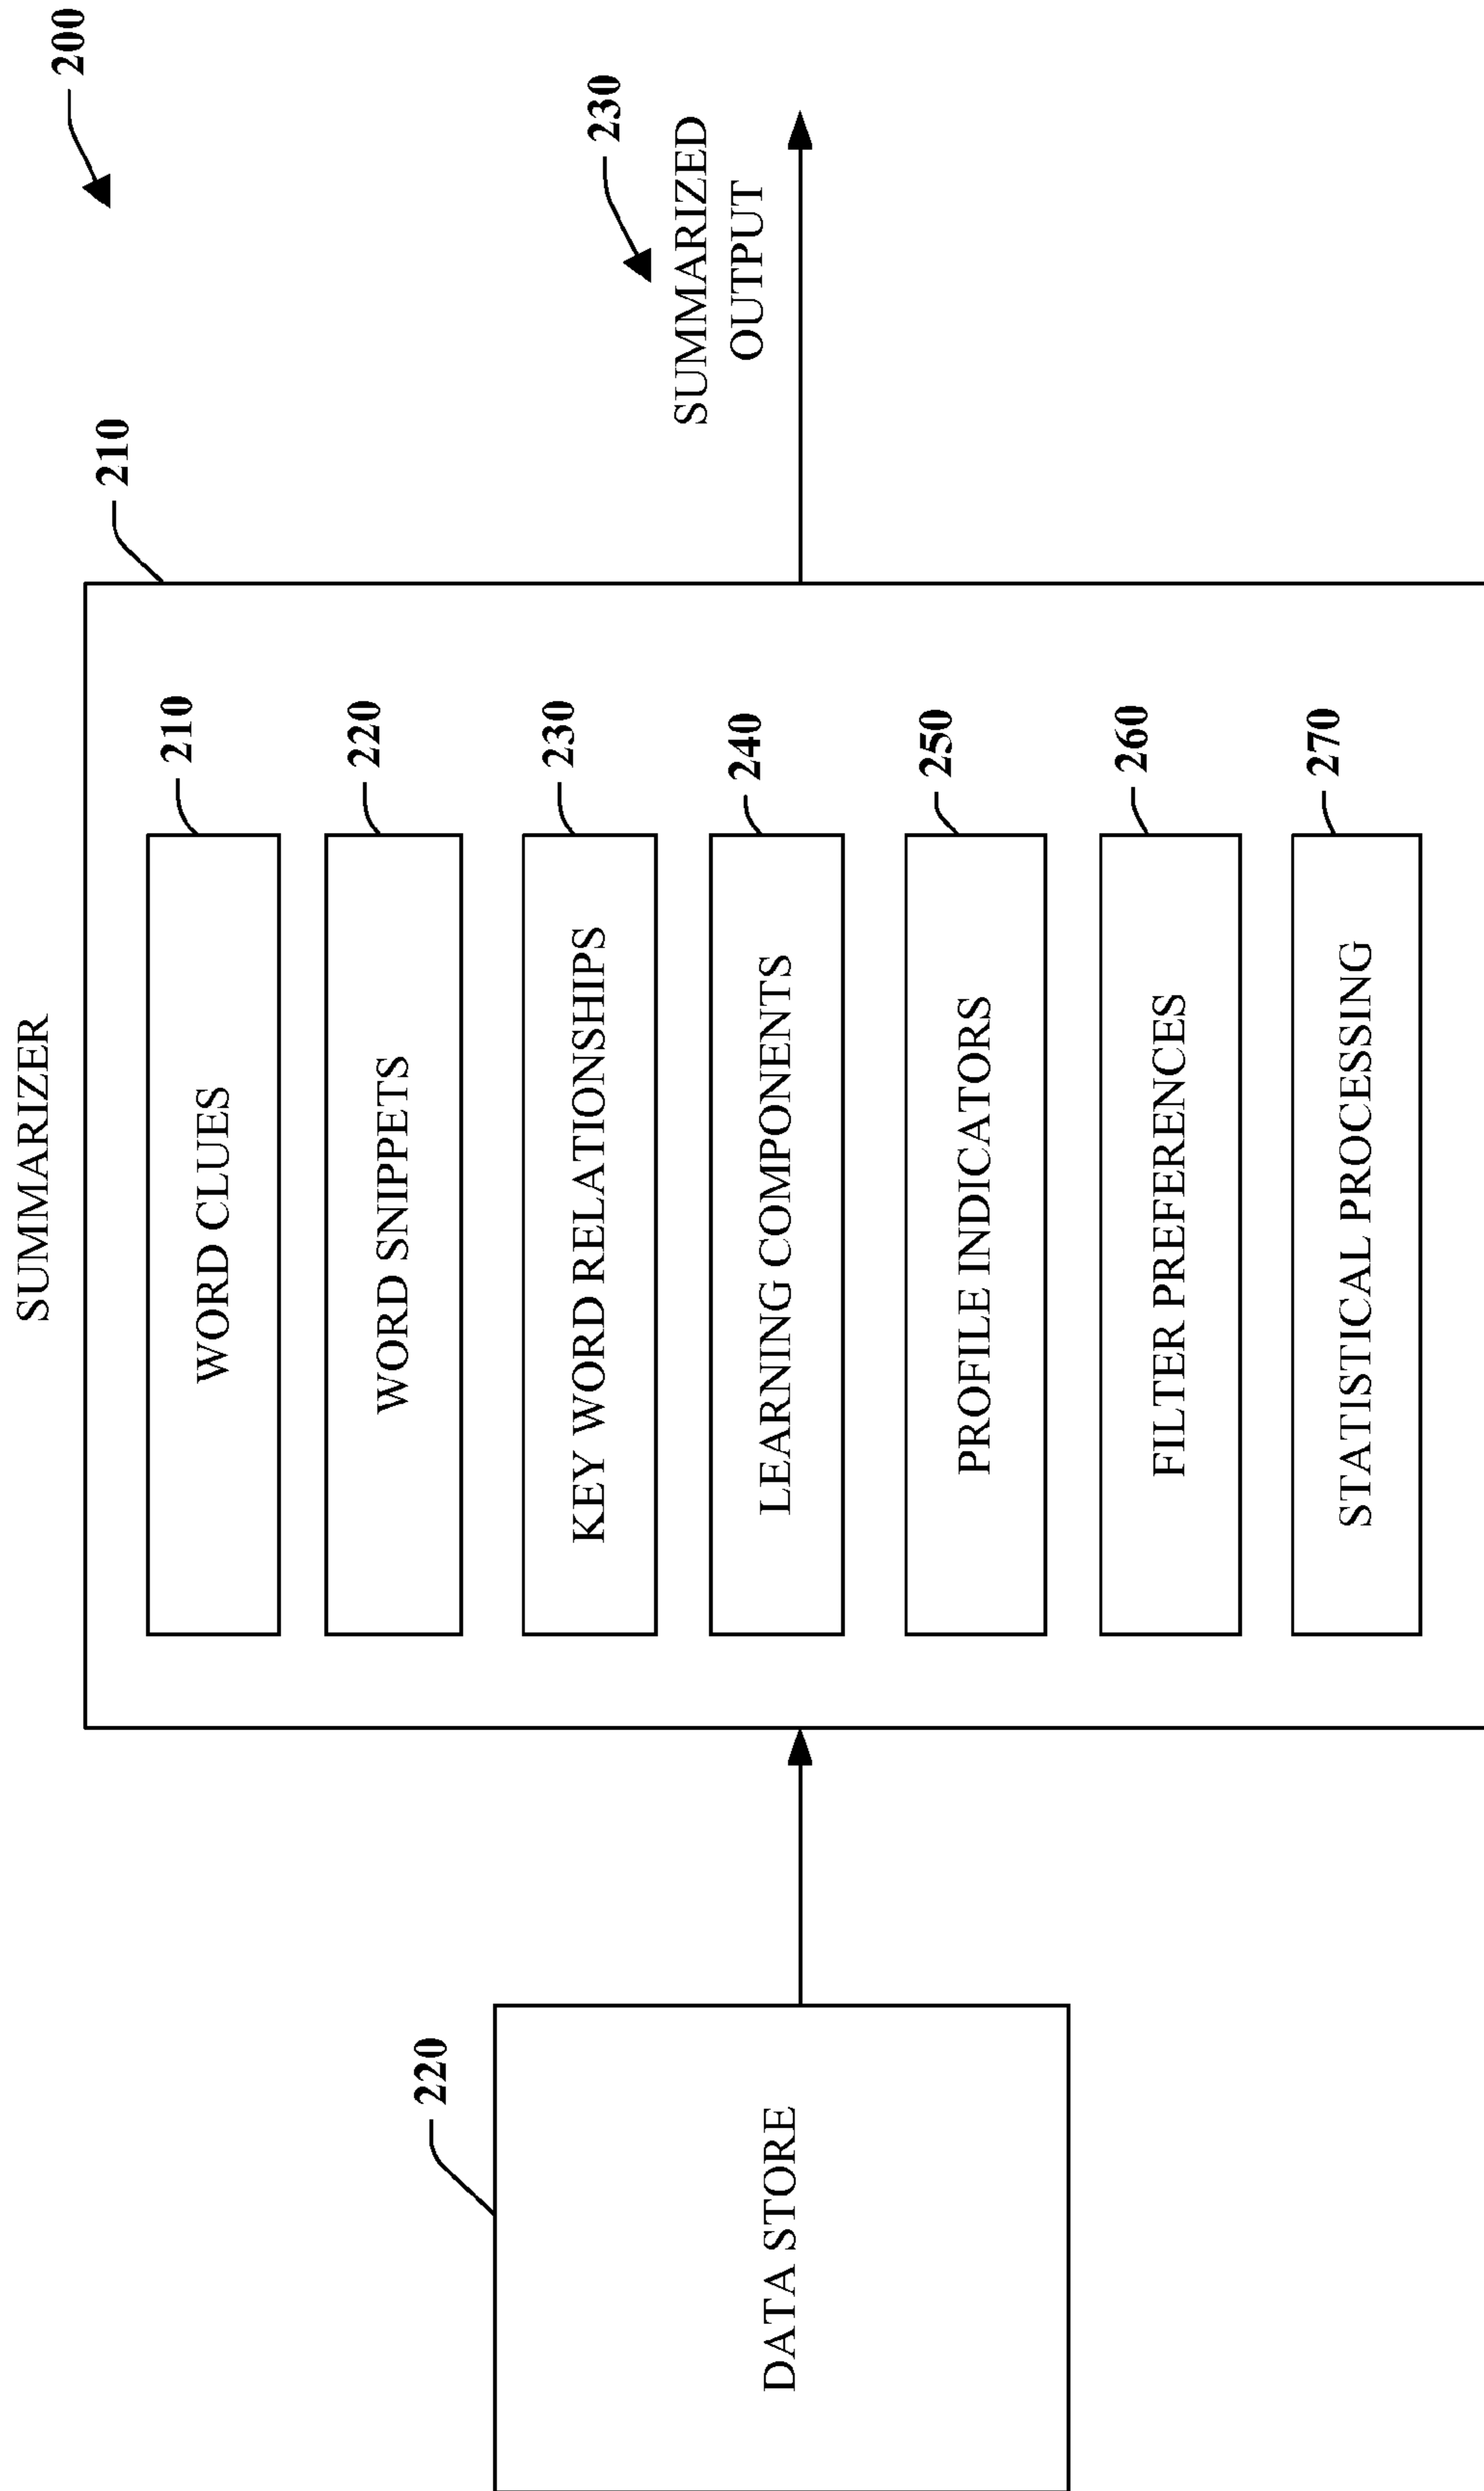 200
SUMMARIZER
210
WORD CLUES
210
WORD SNIPPETS
220
KEY WORD RELATIONSHIPS
230
LEARNING COMPONENTS
240
PROFILE INDICATORS
250
FILTER PREFERENCES
260
STATISTICAL PROCESSING
270
220
DATA STORE
230
SUMMARIZED
OUTPUT